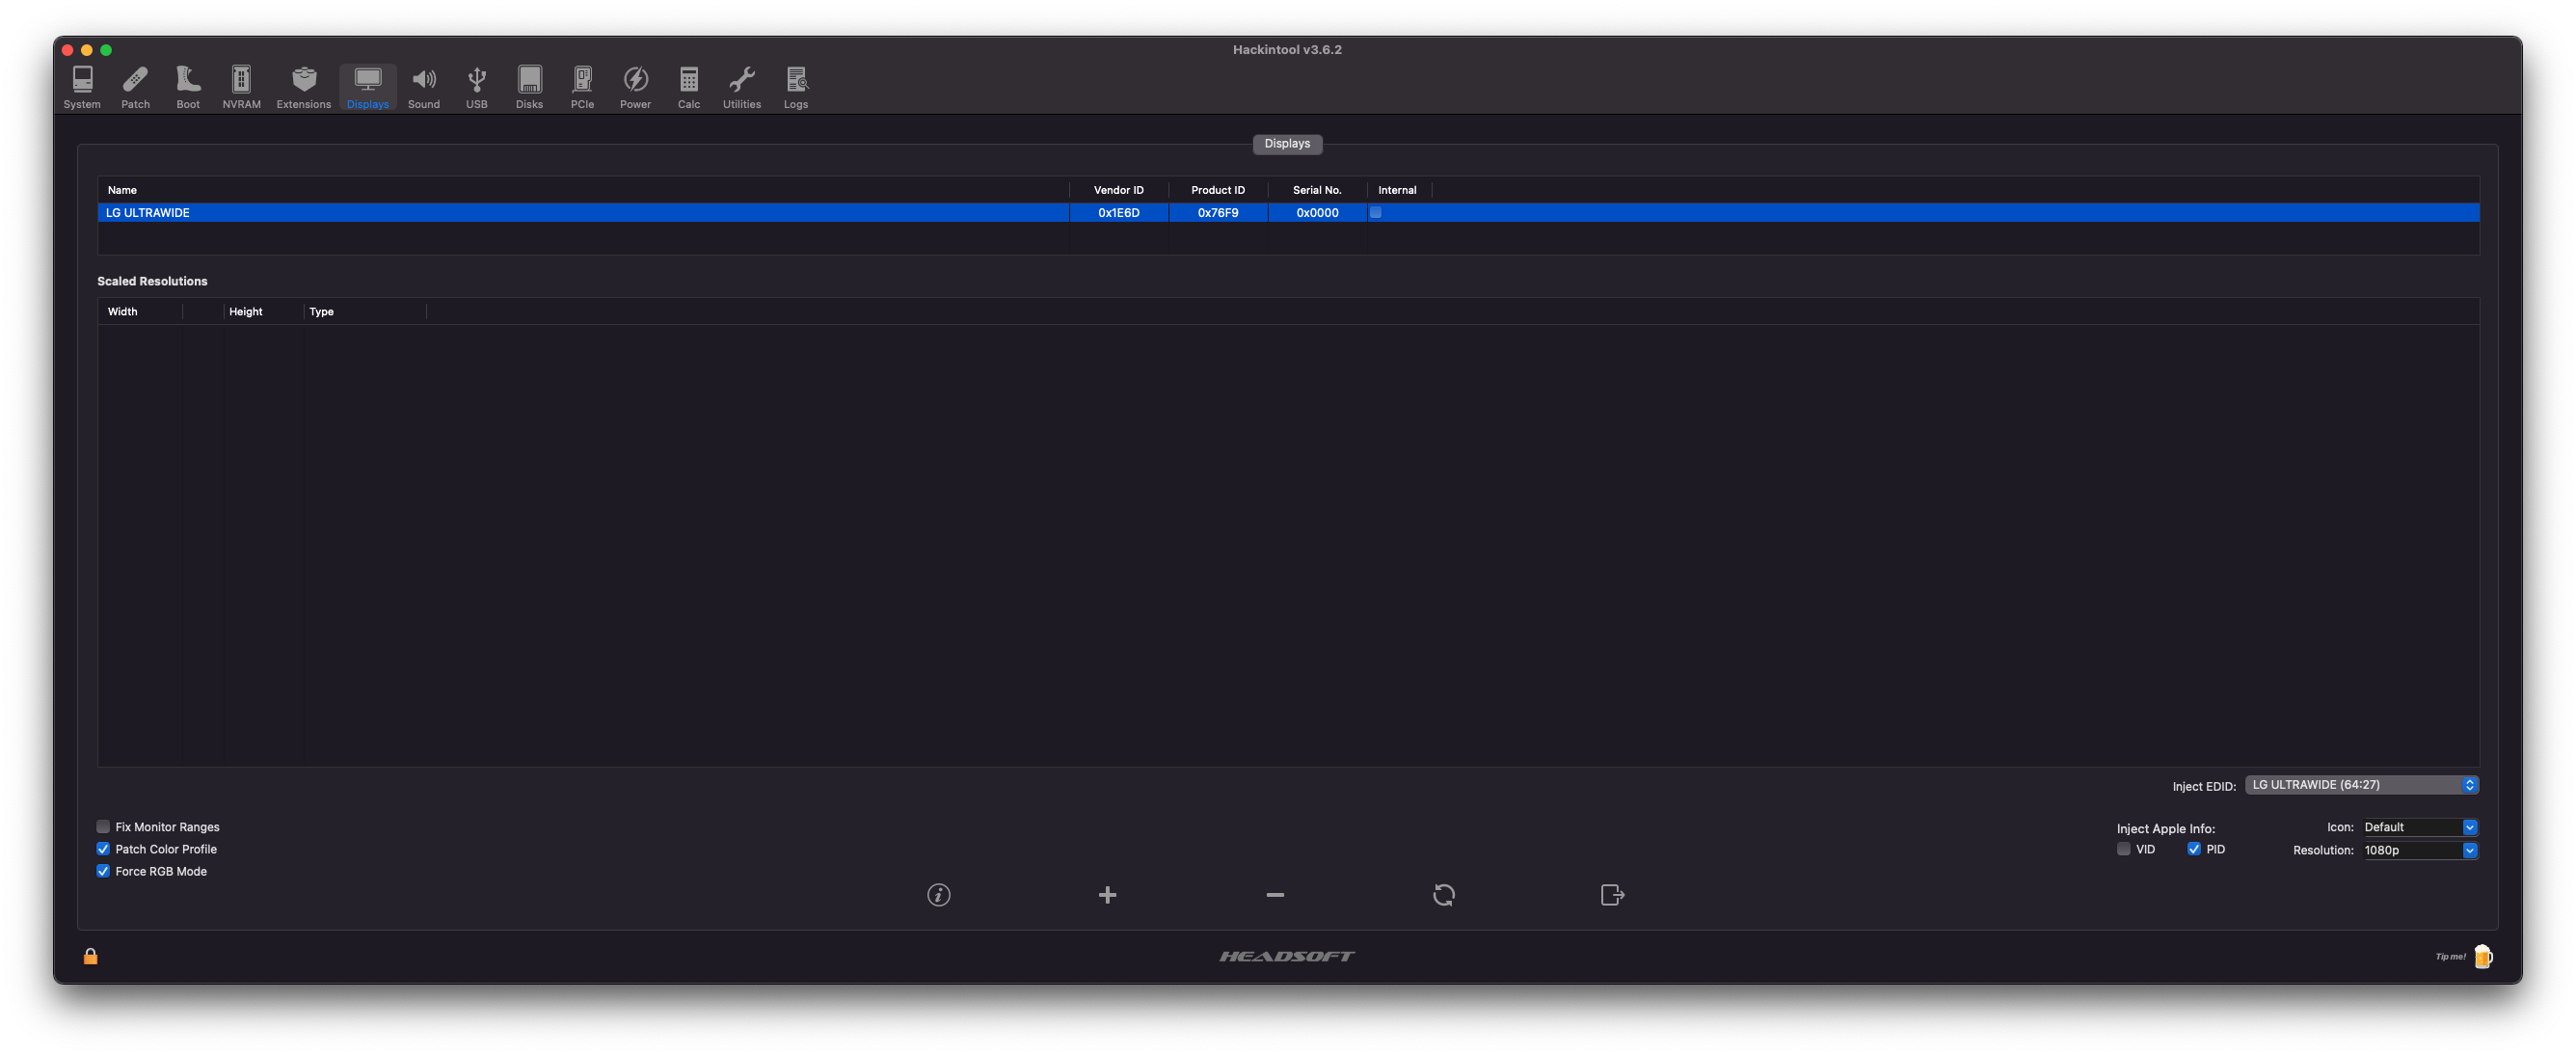 Hackintool v3.6.2
System Patch Boot NVRAM Extensions Displays Sound USB Disks PCIe Power Calc Utilities Logs
Displays
Name Vendor ID Product ID Serial No. Internal
LG ULTRAWIDE 0x1E6D 0x76F9 0x0000
Scaled Resolutions
Width Height Type
Inject EDID: LG ULTRAWIDE (64:27)
Fix Monitor Ranges
Inject Apple Info: Icon: Default
Patch Color Profile
VID PID Resolution: 1080p
Force RGB Mode
HEADSOFT
Tip me!